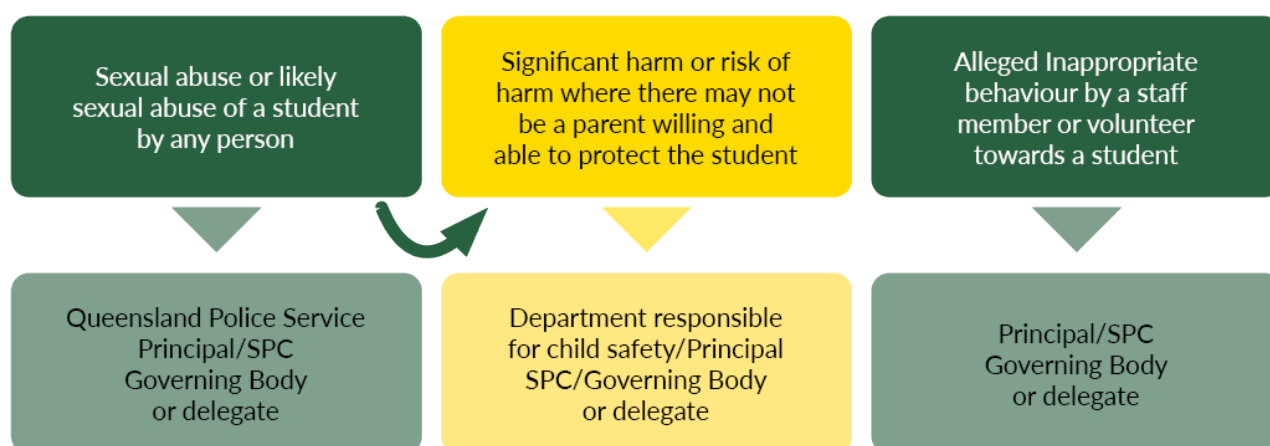 Sexual abuse or likely
sexual abuse of a student
by any person
Significant harm or risk of
harm where there may not
be a parent willing and
able to protect the student
Alleged Inappropriate
behaviour by a staff
member or volunteer
towards a student
Queensland Police Service
Principal/SPC
Governing Body
or delegate
Department responsible
for child safety/Principal
SPC/Governing Body
or delegate
Principal/SPC
Governing Body
or delegate